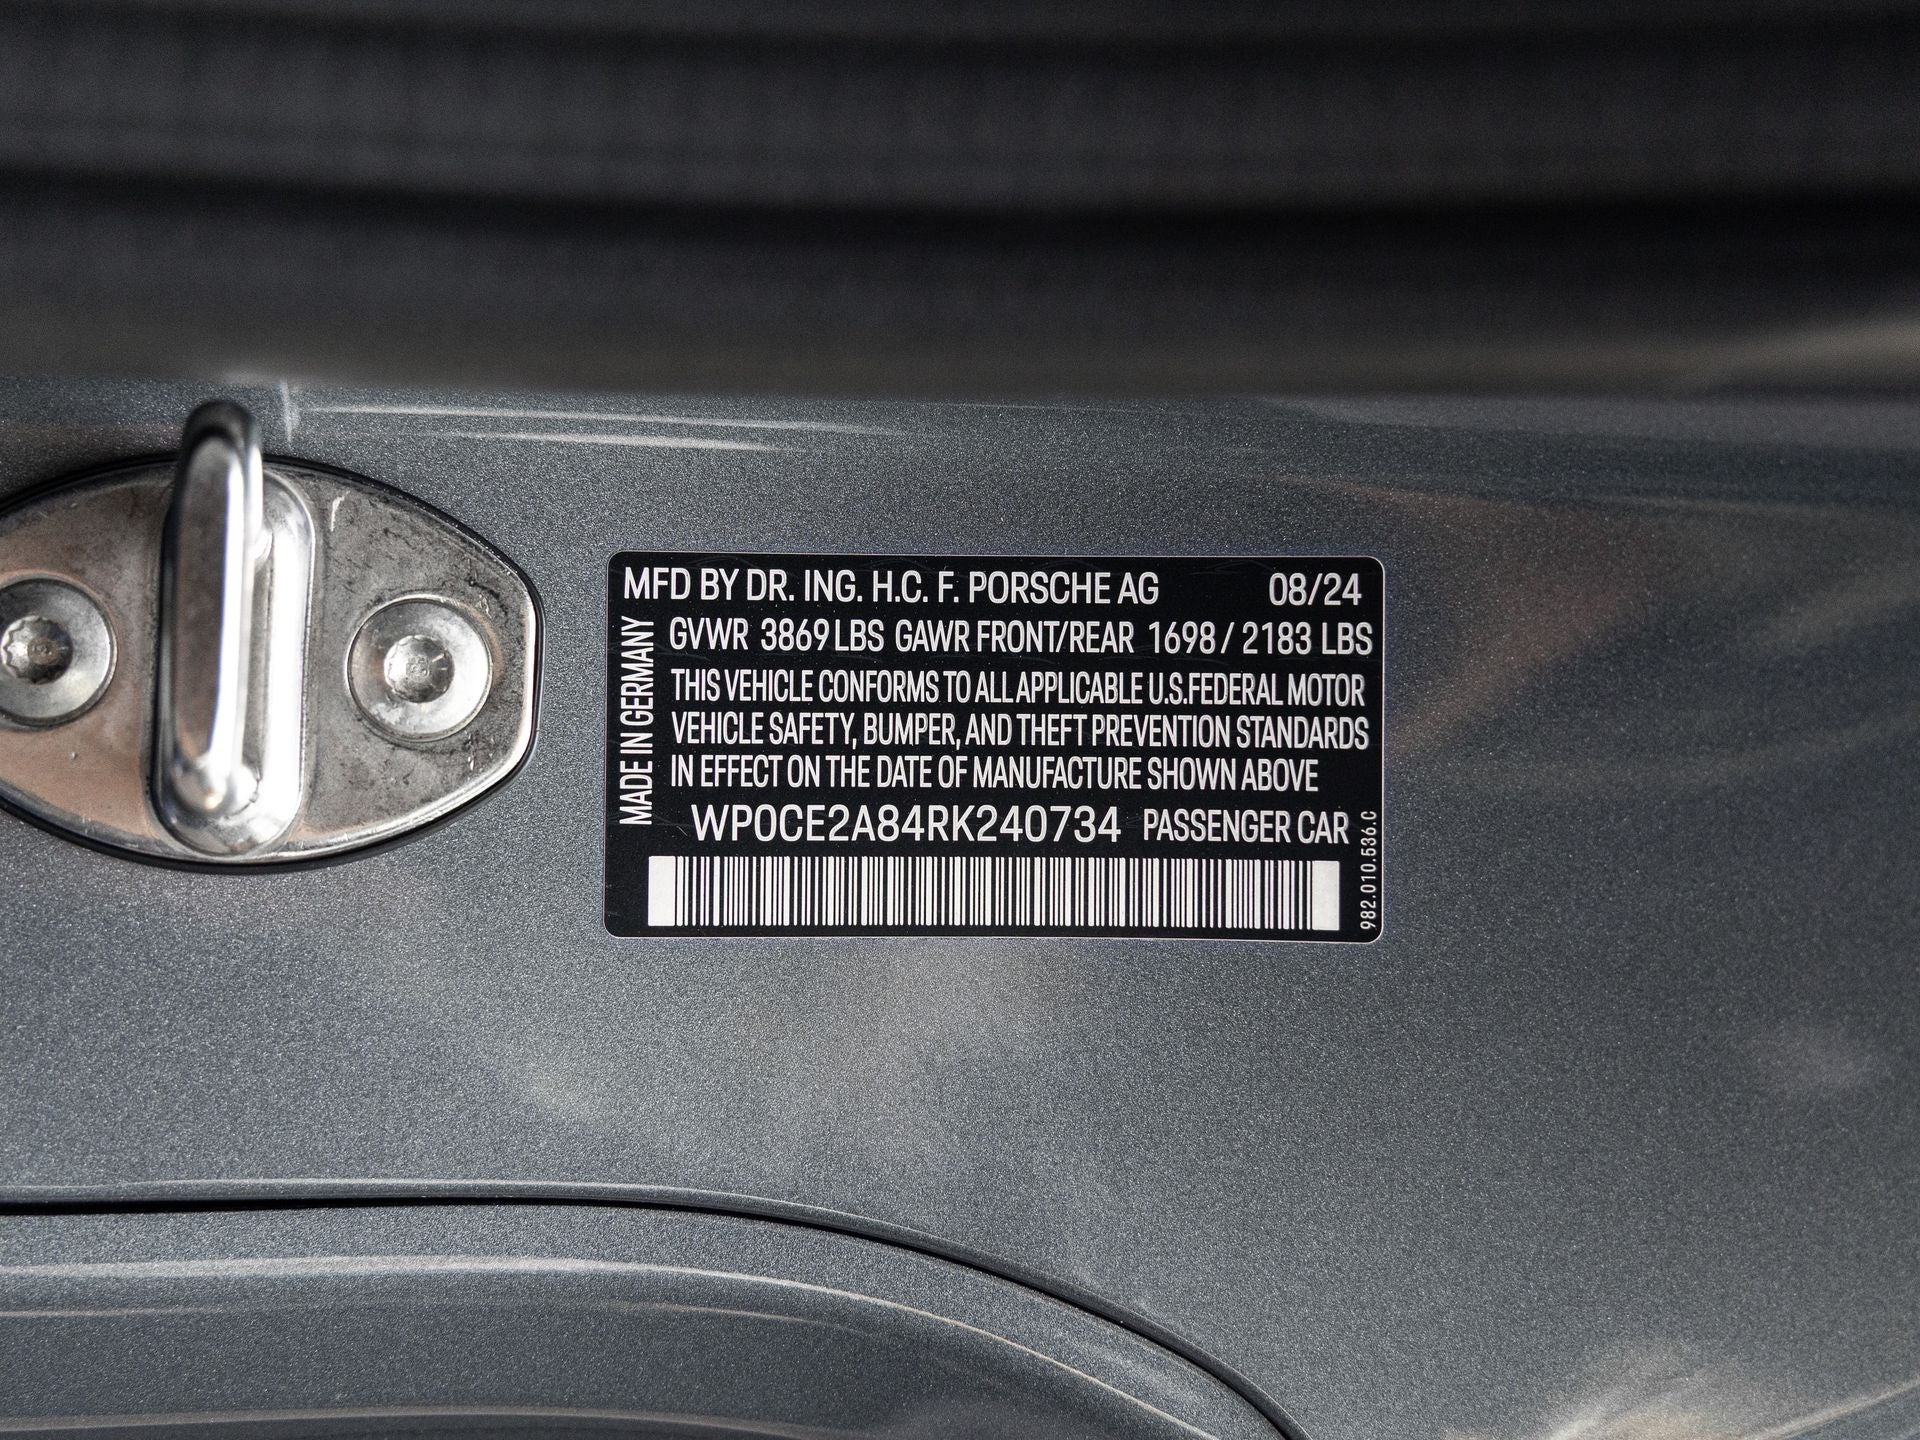 MFD BY DR. ING. H.C. F. PORSCHE AG 08/24
GVWR 3869 LBS GAWR FRONT/REAR 1698 / 2183 LBS
THIS VEHICLE CONFORMS TO ALL APPLICABLE U.S.FEDERAL MOTOR
VEHICLE SAFETY, BUMPER, AND THEFT PREVENTION STANDARDS
IN EFFECT ON THE DATE OF MANUFACTURE SHOWN ABOVE
WP0CE2A84RK240734 PASSENGER CAR
MADE IN GERMANY
982.010.536.C